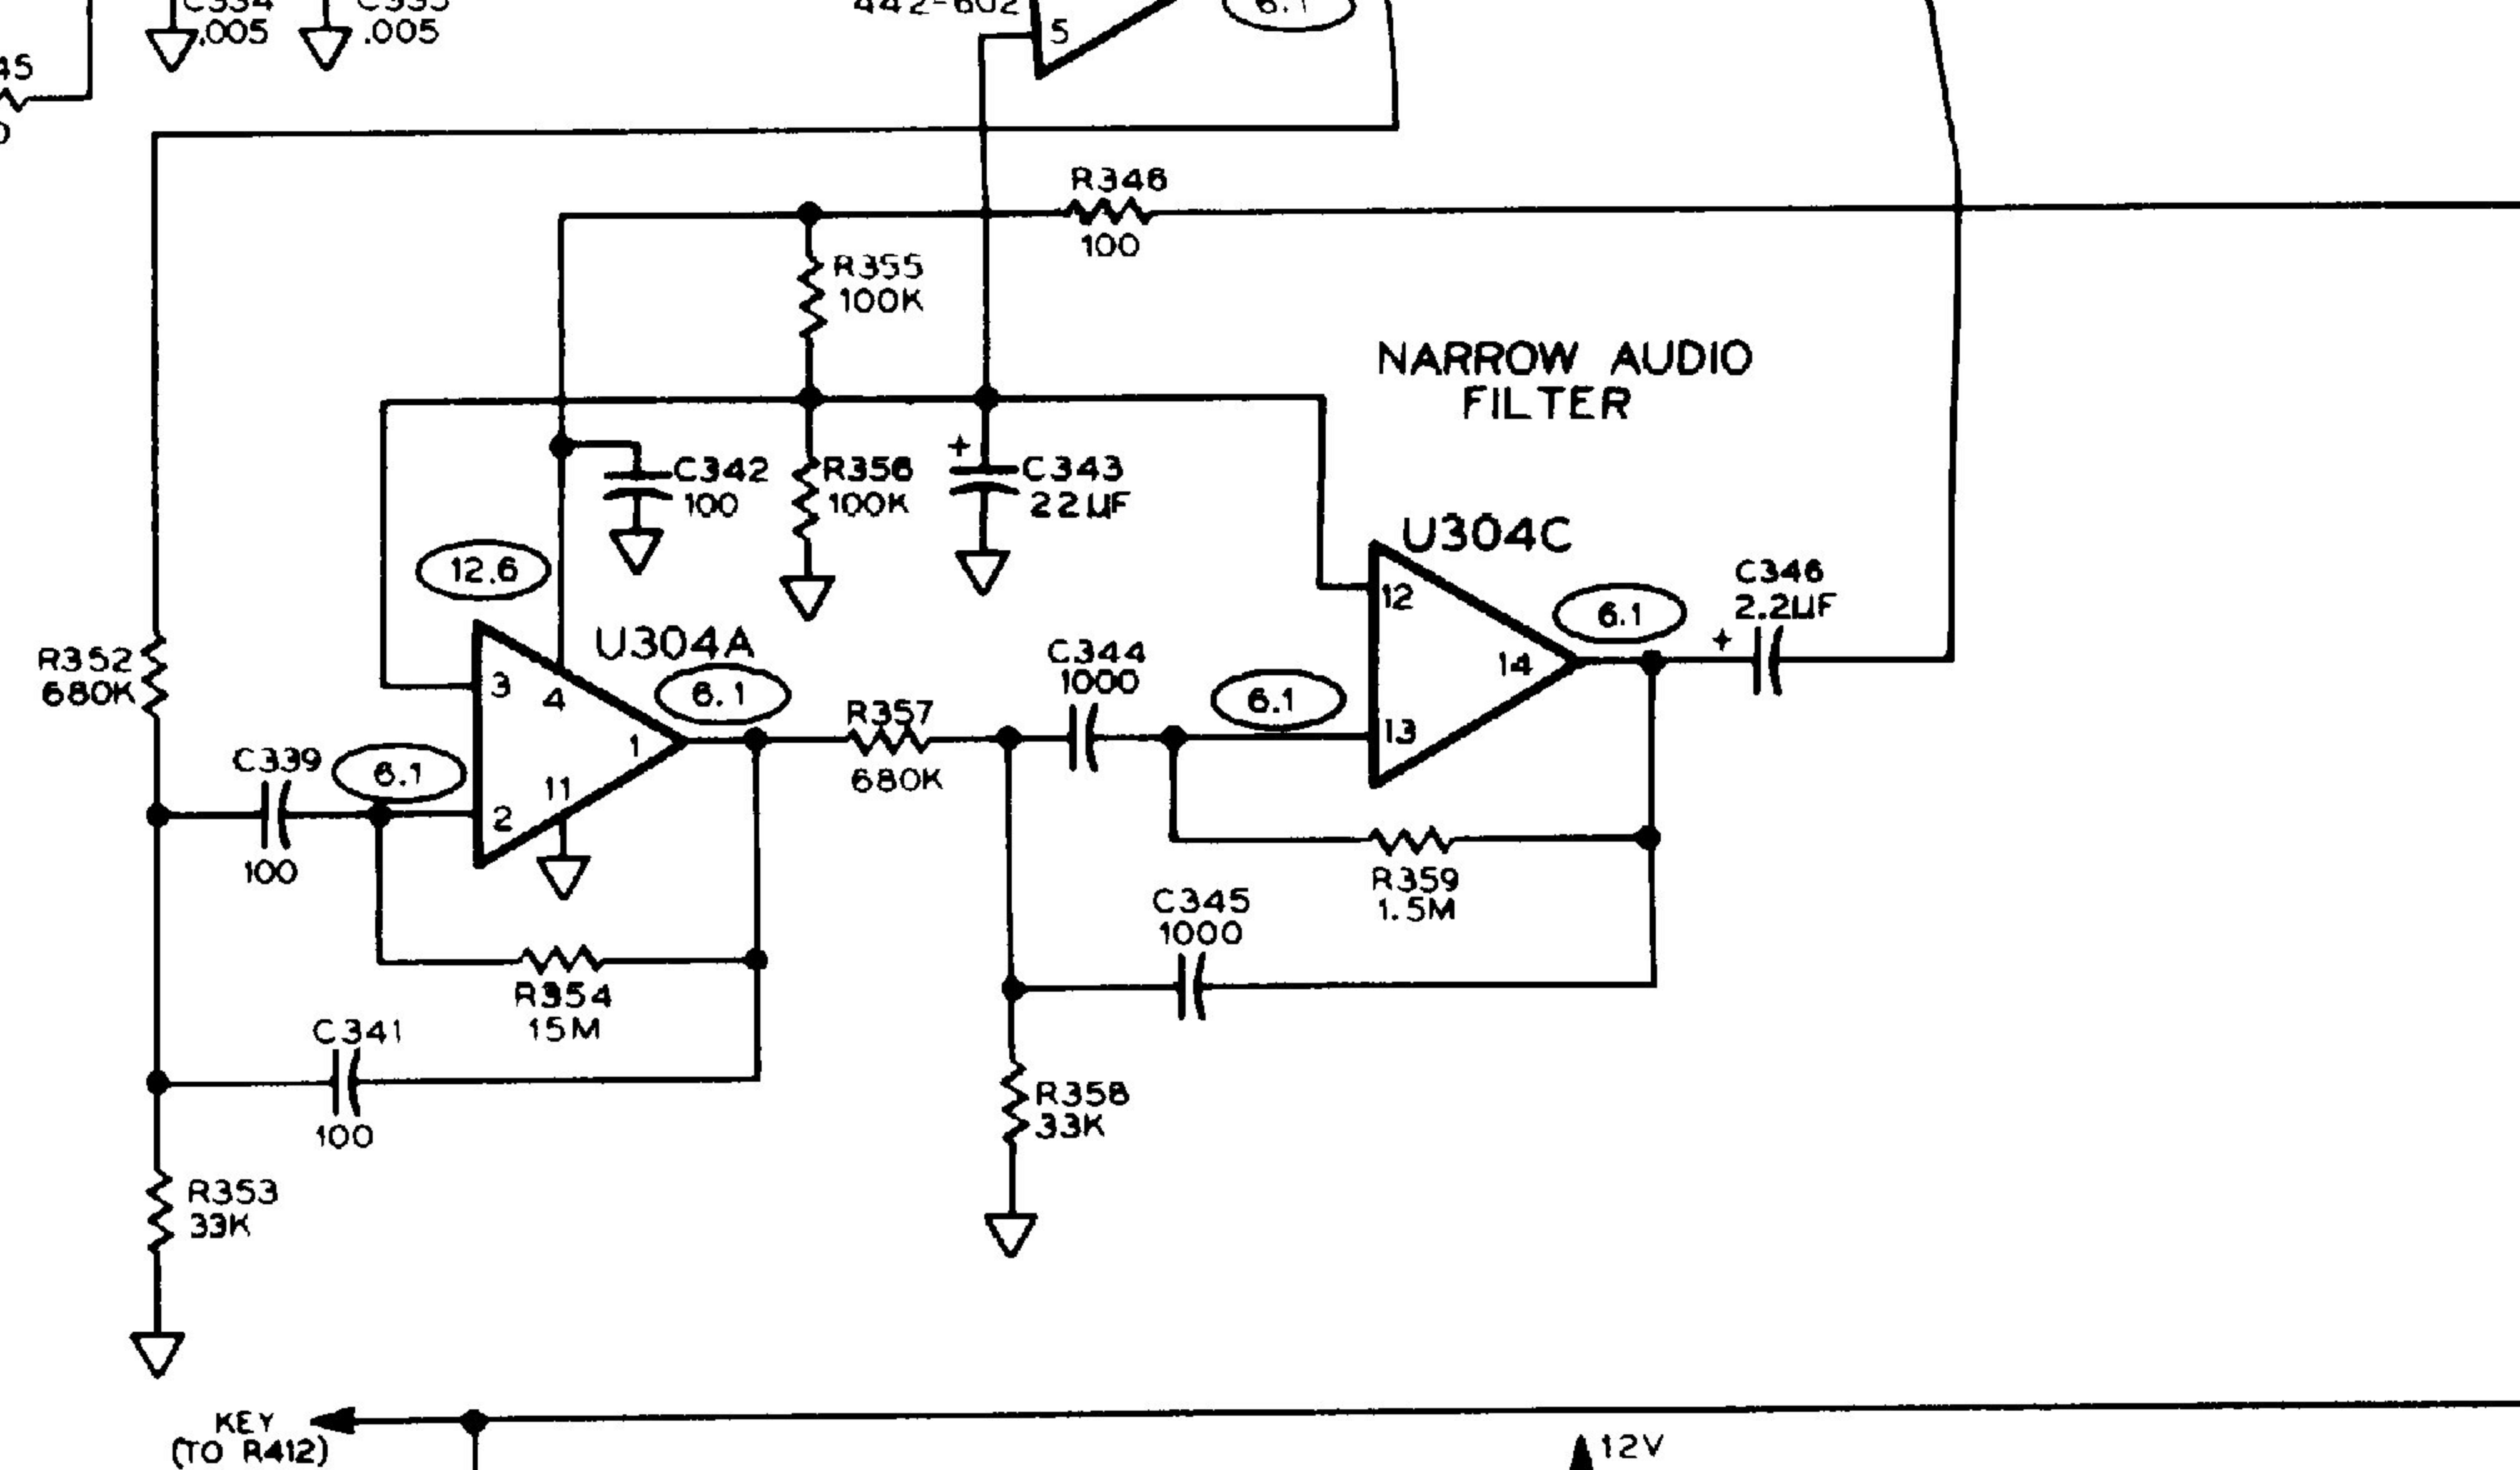 .005
.005
442-602
5
R346
100
R355
100K
NARROW AUDIO
FILTER
+
C342
100
R356
100K
C343
22UF
12.6
U304C
12
6.1
C346
2.2UF
+
U304A
3
4
6.1
14
C344
1000
R352
680K
R357
680K
6.1
13
1
C339
100
6.1
11
2
R359
1.5M
C345
1000
R354
15M
C341
100
R358
33K
R353
33K
KEY
(TO R412)
12V